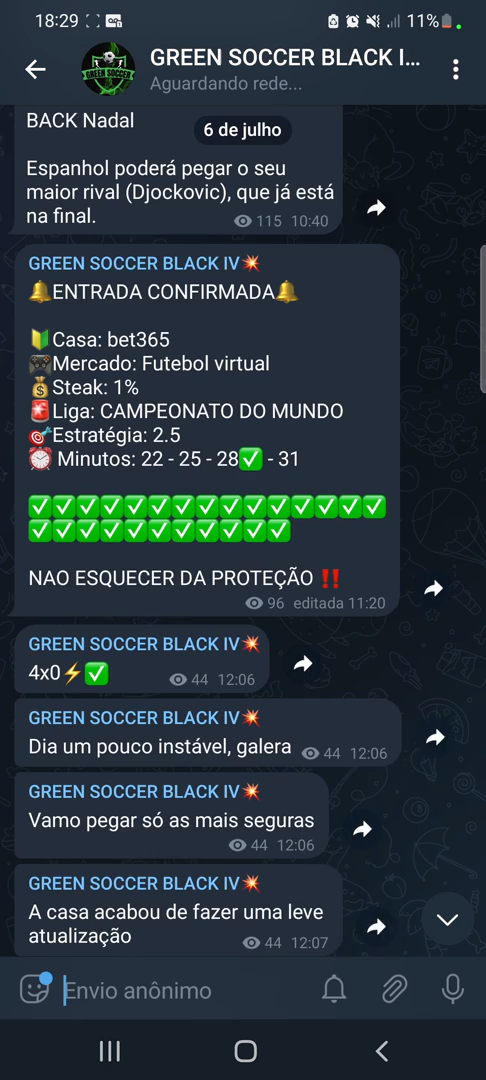 18:29
11%
GREEN SOCCER BLACK I...
Aguardando rede...
BACK Nadal
6 de julho
Espanhol poderá pegar o seu
maior rival (Djockovic), que já está
na final.
115 10:40
GREEN SOCCER BLACK IV💥
🔔ENTRADA CONFIRMADA🔔
🔰Casa: bet365
🎮Mercado: Futebol virtual
💰Steak: 1%
🚨Liga: CAMPEONATO DO MUNDO
🎯Estratégia: 2.5
⏰ Minutos: 22 - 25 - 28✅ - 31
✅✅✅✅✅✅✅✅✅✅✅✅✅✅✅
✅✅✅✅✅✅✅✅✅✅✅
NAO ESQUECER DA PROTEÇÃO ‼️
96 editada 11:20
GREEN SOCCER BLACK IV💥
4x0⚡✅
44 12:06
GREEN SOCCER BLACK IV💥
Dia um pouco instável, galera
44 12:06
GREEN SOCCER BLACK IV💥
Vamo pegar só as mais seguras
44 12:06
GREEN SOCCER BLACK IV💥
A casa acabou de fazer uma leve
atualização
44 12:07
Envio anônimo